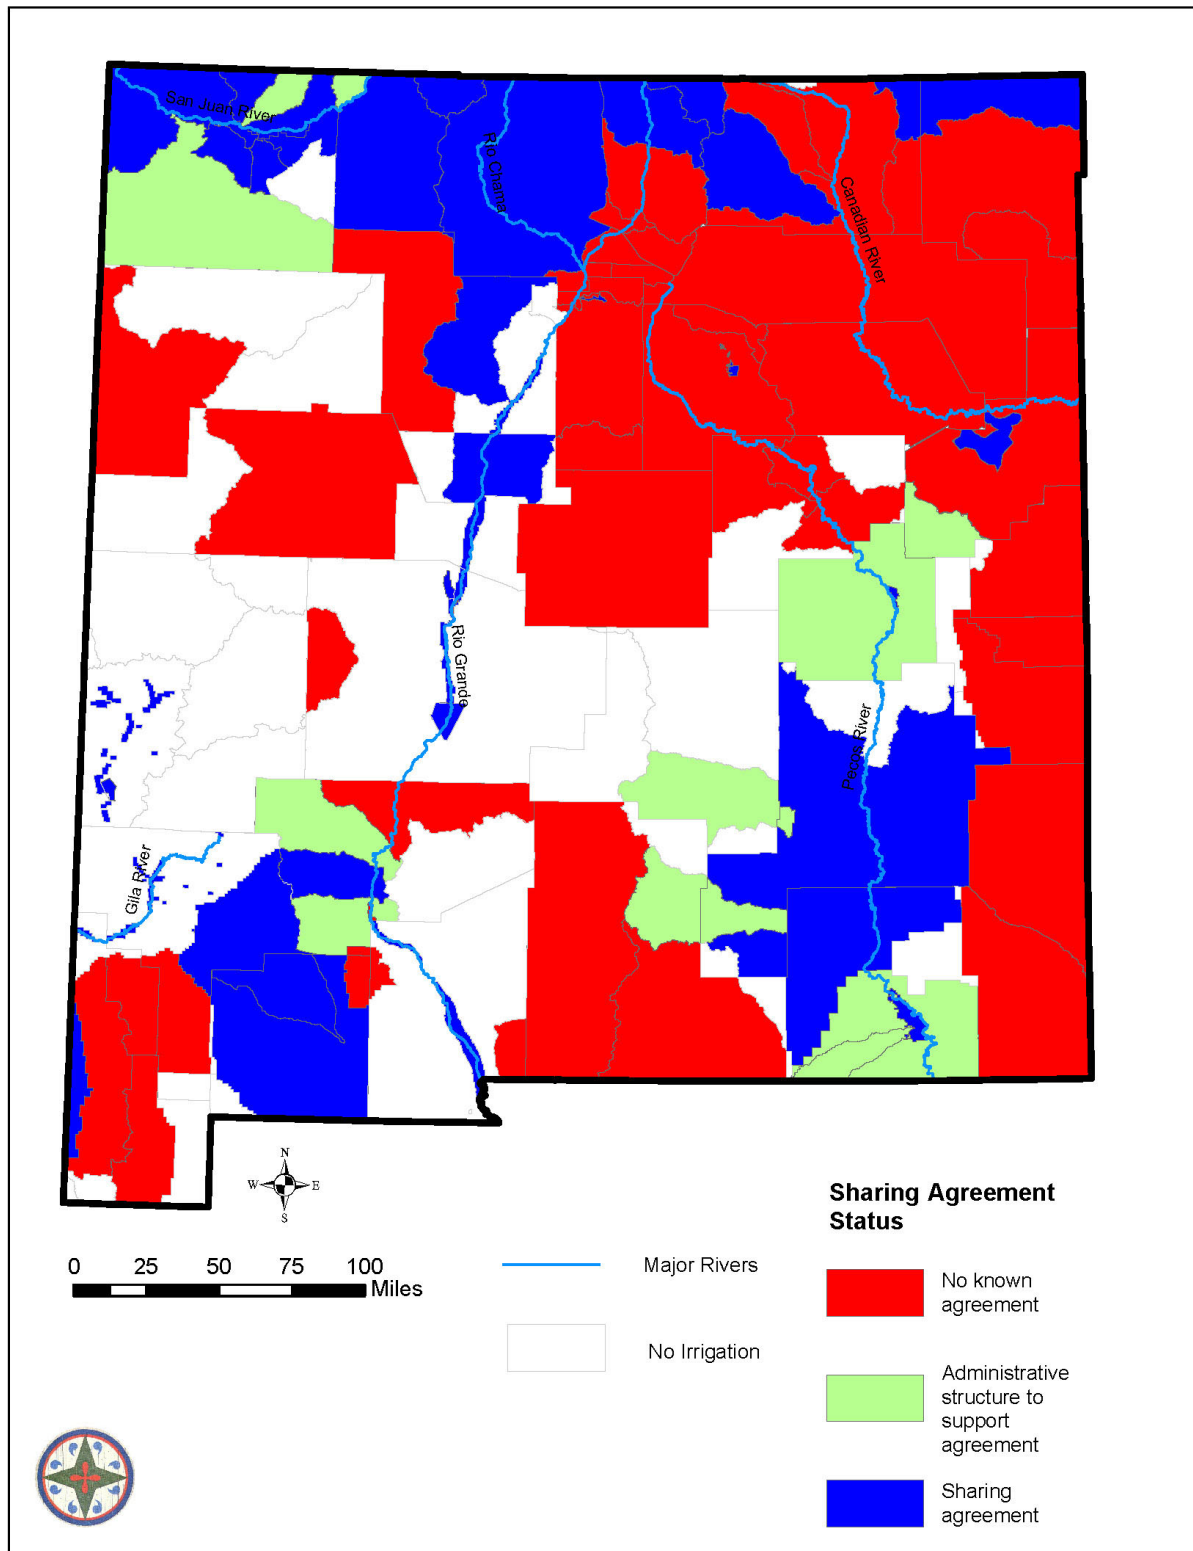 San Juan River
Rio Chama
Canadian River
Rio Grande
Pecos River
Gila River
N
W E
S
0 25 50 75 100
Miles
Major Rivers
No Irrigation
Sharing Agreement
Status
No known
agreement
Administrative
structure to
support
agreement
Sharing
agreement